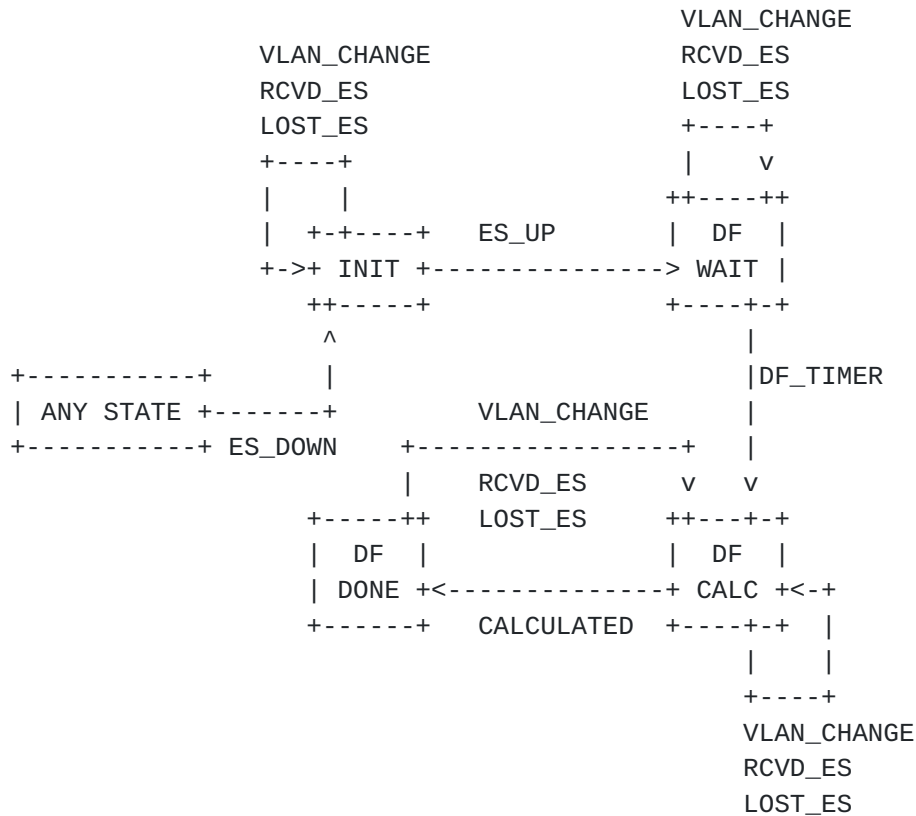 VLAN_CHANGE
VLAN_CHANGE RCVD_ES
RCVD_ES LOST_ES
LOST_ES
DF
ES_UP
INIT WAIT
DF_TIMER
ANY STATE VLAN_CHANGE
ES_DOWN
RCVD_ES
LOST_ES
DF DF
DONE CALC
CALCULATED
VLAN_CHANGE
RCVD_ES
LOST_ES